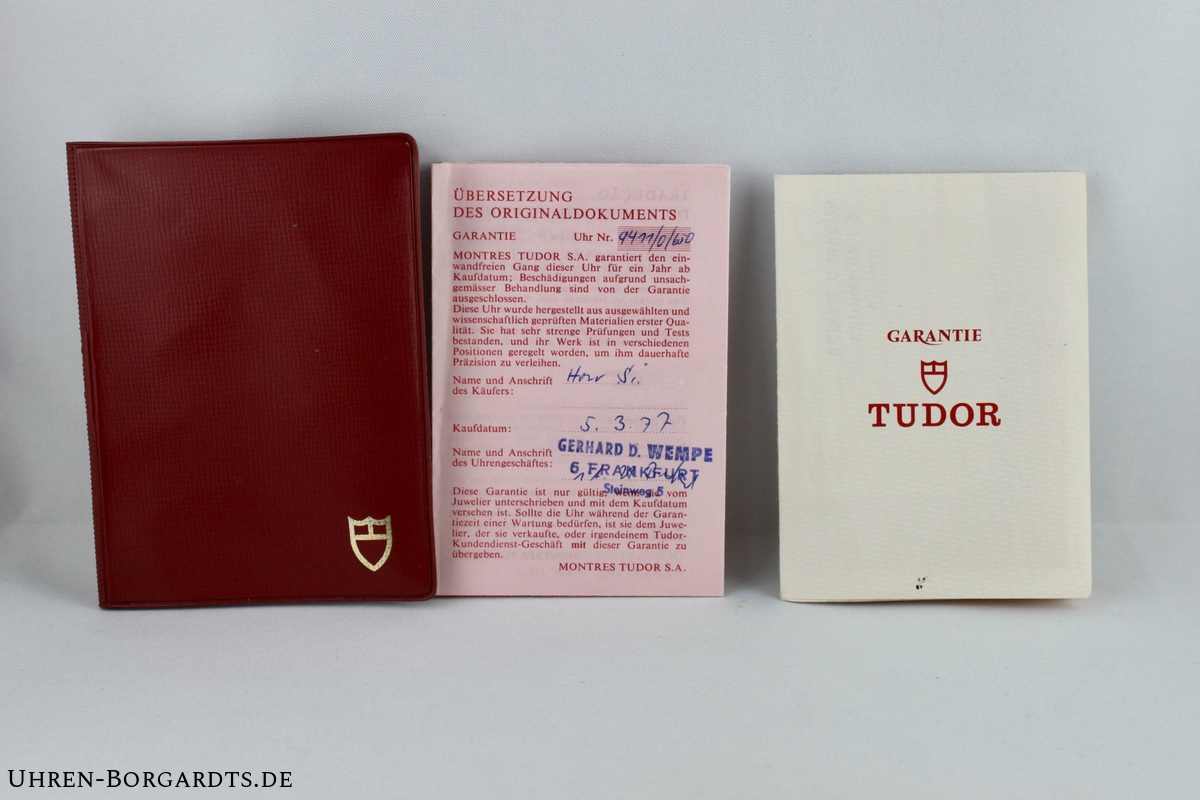 ÜBERSETZUNG
DES ORIGINALDOKUMENTS
GARANTIE Uhr Nr. 9411/0/
MONTRES TUDOR S.A. garantiert den ein-
wandfreien Gang dieser Uhr für ein Jahr ab
Kaufdatum; Beschädigungen aufgrund unsach-
gemässer Behandlung sind von der Garantie
ausgeschlossen.
Diese Uhr wurde hergestellt aus ausgewählten und
wissenschaftlich geprüften Materialien erster Qua-
lität. Sie hat sehr strenge Prüfungen und Tests
bestanden, und ihr Werk ist in verschiedenen
Positionen geregelt worden, um ihm dauerhafte
Präzision zu verleihen.
Name und Anschrift
des Käufers:
Kaufdatum: 5. 3. 77
Name und Anschrift
des Uhrengeschäftes:
GERHARD D. WEMPE
6 FRANKFURT
Steinweg 5
Diese Garantie ist nur gültig, wenn sie vom
Juwelier unterschrieben und mit dem Kaufdatum
versehen ist. Sollte die Uhr während der Garan-
tiezeit einer Wartung bedürfen, ist sie dem Juwe-
lier, der sie verkaufte, oder irgendeinem Tudor-
Kundendienst-Geschäft mit dieser Garantie zu
übergeben.
MONTRES TUDOR S.A.
GARANTIE
TUDOR
UHREN-BORGARDTS.DE